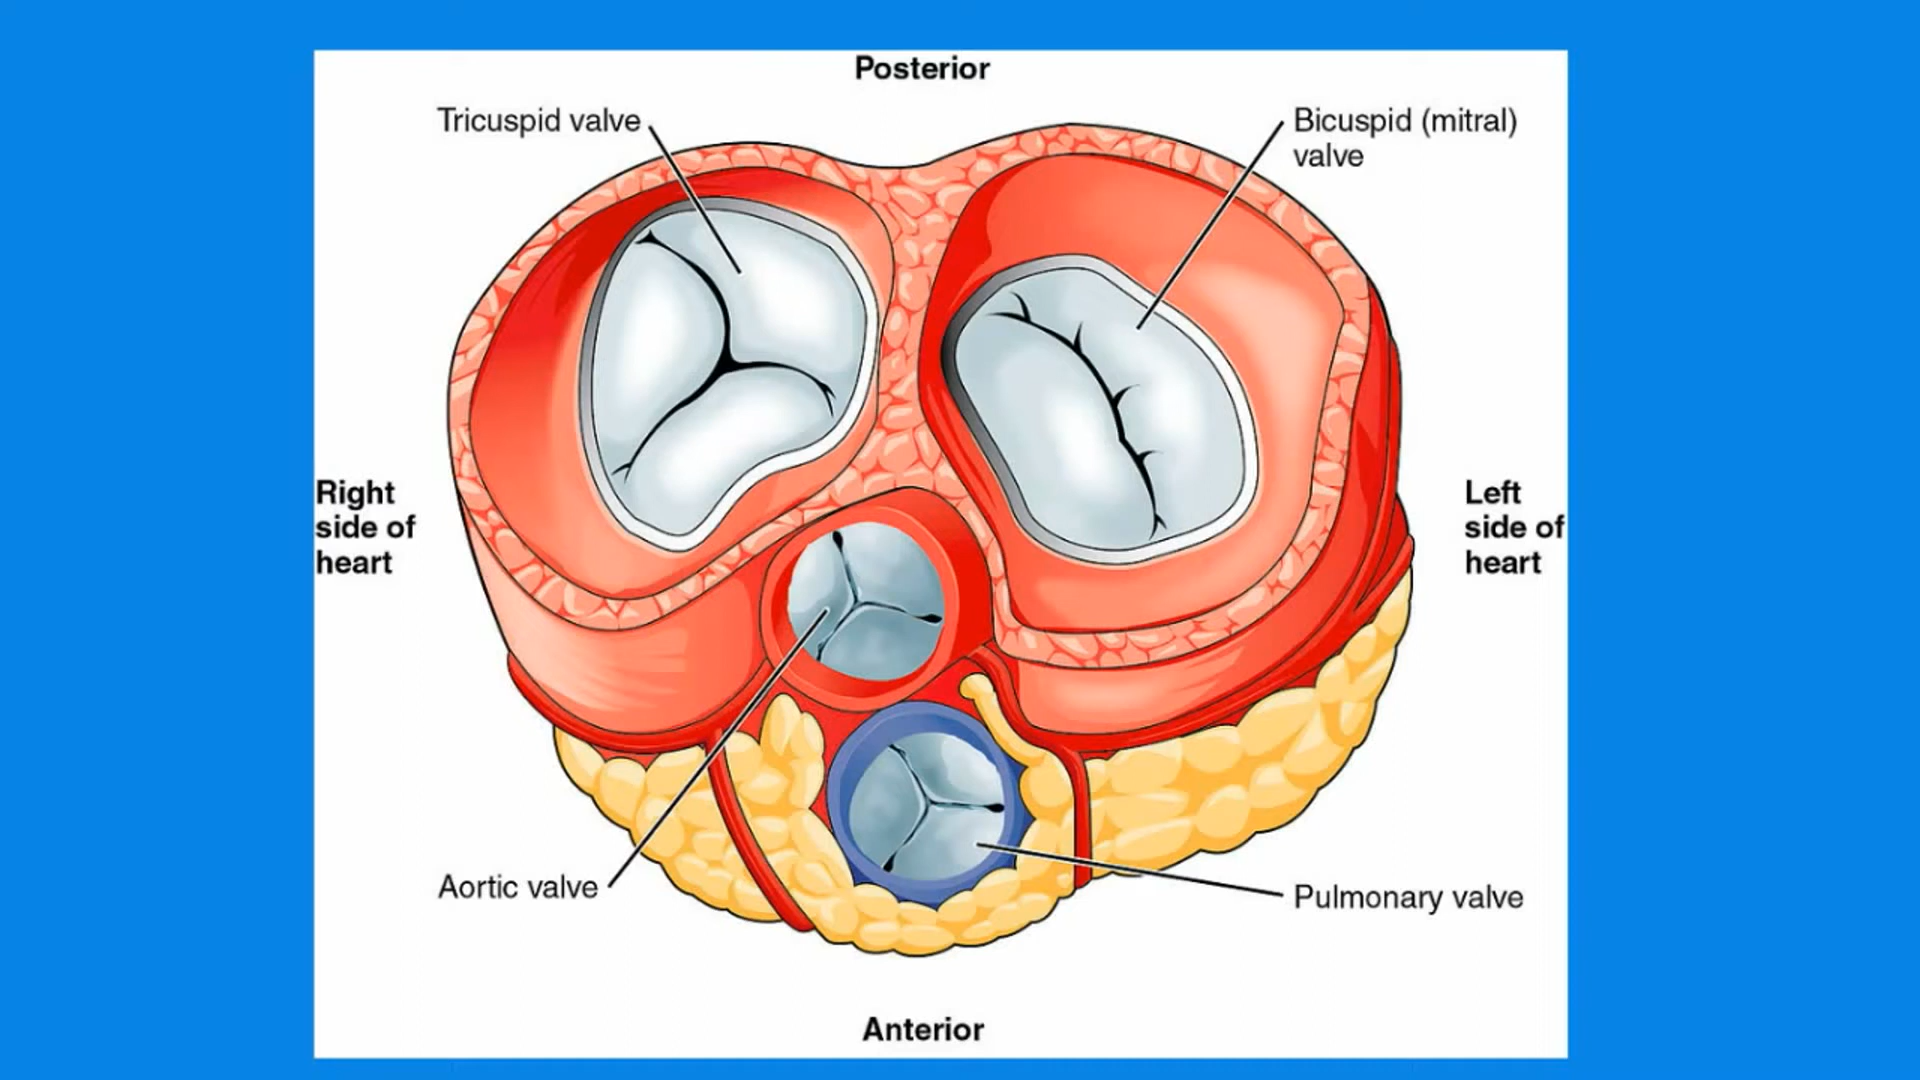 Posterior
Tricuspid valve
Bicuspid (mitral)
valve
Right
side of
heart
Left
side of
heart
Aortic valve
Pulmonary valve
Anterior